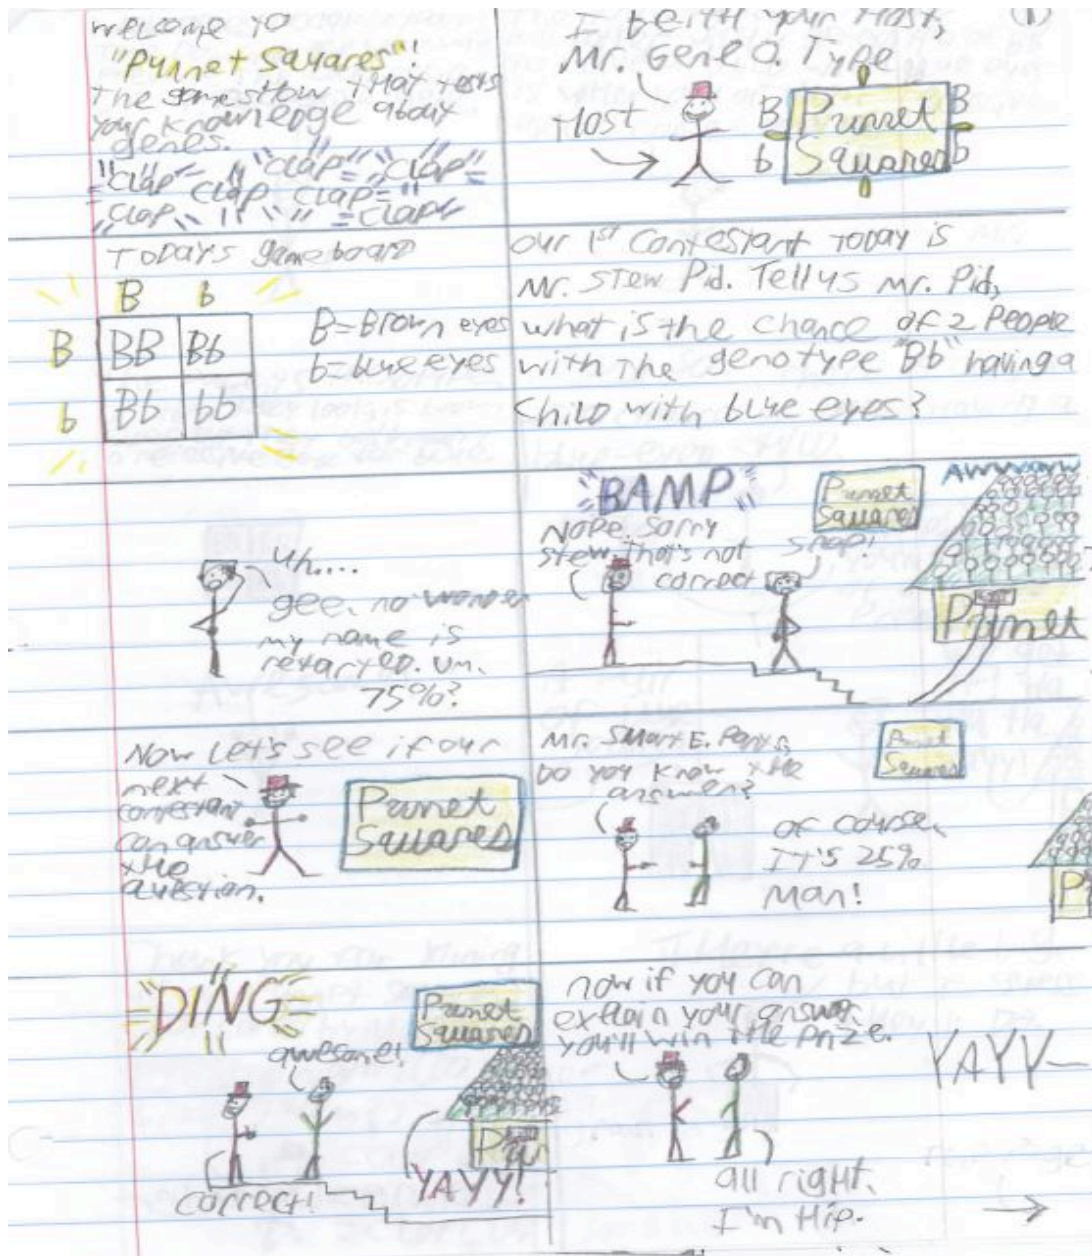 Welcome to
"Punnet Squares"!
The gameshow that tests
your knowledge about
genes.
"clap" "clap" "clap"
clap clap
"clap" "clap"
I beith your Host, (1)
Mr. Gene O. Type
Host
B Punnet B
b Squares b
Todays gameboard
B b
B BB Bb
b Bb bb
B=Brown eyes
b=blue eyes
our 1st Contestant today is
Mr. Stew Pid. Tell us Mr. Pid,
what is the chance of 2 People
with the genotype "Bb" having a
child with blue eyes?
Uh....
gee, no wonder
my name is
retarted. Um.
75%?
"BAMP"
Nope. Sorry
Stew, that's not
correct
snap!
Punnet
Squares
AWWWW
Punnet
Now Let's see if our
next
contestant
can answer
the
question.
Punnet
Squares
Mr. Smart E. Pants,
Do you know the
answer?
of course.
It's 25%
Man!
Punnet
Squares
P
DING
awesome!
correct!
Punnet
Squares
Pu
YAYY!
now if you can
explain your answer
you'll win the prize.
all right.
I'm Hip.
YAYY—